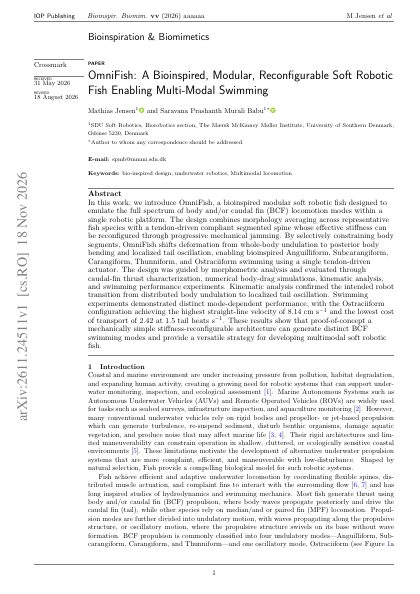 IOP Publishing
Bioinspir. Biomim. vv (2026) aaaaaa
M Jensen et al
Bioinspiration & Biomimetics
Crossmark
RECEIVED
31 May 2026
REVISED
18 August 2026
PAPER
OmniFish: A Bioinspired, Modular, Reconfigurable Soft Robotic
Fish Enabling Multi-Modal Swimming
Mathias Jensen1 and Saravana Prashanth Murali Babu1*
1SDU Soft Robotics, Biorobotics section, The Mærsk McKinney Møller Institute, University of Southern Denmark,
Odense 5230, Denmark
*Author to whom any correspondence should be addressed.
E-mail: spmb@mmmi.sdu.dk
Keywords: bio-inspired design, underwater robotics, Multimodal locomotion
Abstract
In this work, we introduce OmniFish, a bioinspired modular soft robotic fish designed to
emulate the full spectrum of body and/or caudal fin (BCF) locomotion modes within a
single robotic platform. The design combines morphology averaging across representative
fish species with a tendon-driven compliant segmented spine whose effective stiffness can
be reconfigured through progressive mechanical jamming. By selectively constraining body
segments, OmniFish shifts deformation from whole-body undulation to posterior body
bending and localized tail oscillation, enabling bioinspired Anguilliform, Subcarangiform,
Carangiform, Thunniform, and Ostraciiform swimming using a single tendon-driven
actuator. The design was guided by morphometric analysis and evaluated through
caudal-fin thrust characterization, numerical body-drag simulations, kinematic analysis,
and swimming performance experiments. Kinematic analysis confirmed the intended robot
transition from distributed body undulation to localized tail oscillation. Swimming
experiments demonstrated distinct mode-dependent performance, with the Ostraciiform
configuration achieving the highest straight-line velocity of 8.14 cm s−1 and the lowest cost
of transport of 2.42 at 1.5 tail beats s−1. These results show that proof-of-concept a
mechanically simple stiffness-reconfigurable architecture can generate distinct BCF
swimming modes and provide a versatile strategy for developing multimodal soft robotic
fish.
1 Introduction
Coastal and marine environment are under increasing pressure from pollution, habitat degradation,
and expanding human activity, creating a growing need for robotic systems that can support under-
water monitoring, inspection, and ecological assessment [1]. Marine Autonomous Systems such as
Autonomous Underwater Vehicles (AUVs) and Remote Operated Vehicles (ROVs) are widely used
for tasks such as seabed surveys, infrastructure inspection, and aquaculture monitoring [2]. However,
many conventional underwater vehicles rely on rigid bodies and propellor- or jet-based propulsion
which can generate turbulence, re-suspend sediment, disturb benthic organisms, damage aquatic
vegetation, and produce noise that may affect marine life [3, 4]. Their rigid architectures and lim-
ited maneuverability can constrain operation in shallow, cluttered, or ecologically sensitive coastal
environments [5]. These limitations motivate the development of alternative underwater propulsion
systems that are more complaint, efficient, and maneuverable with low-disturbance. Shaped by
natural selection, Fish provide a compelling biological model for such robotic systems.
Fish achieve efficient and adaptive underwater locomotion by coordinating flexible spines, dis-
tributed muscle actuation, and complaint fins to interact with the surrounding flow [6, 7] and has
long inspired studies of hydrodynamics and swimming mechanics. Most fish generate thrust using
body and/or caudal fin (BCF) propulsion, where body waves propogate posteriorly and drive the
caudal fin (tail), while other species rely on median and/or paired fin (MPF) locomotion. Propul-
sion modes are further divided into undulatory motion, with waves propagating along the propulsive
structure, or oscillatory motion, where the propulsive structure swivels on its base without wave
formation. BCF propulsion is commonly classified into four undulatory modes—Anguilliform, Sub-
carangiform, Carangiform, and Thunniform—and one oscillatory mode, Ostraciiform (see Figure 1a
1
arXiv:2611.24511v1 [cs.RO] 18 Nov 2026